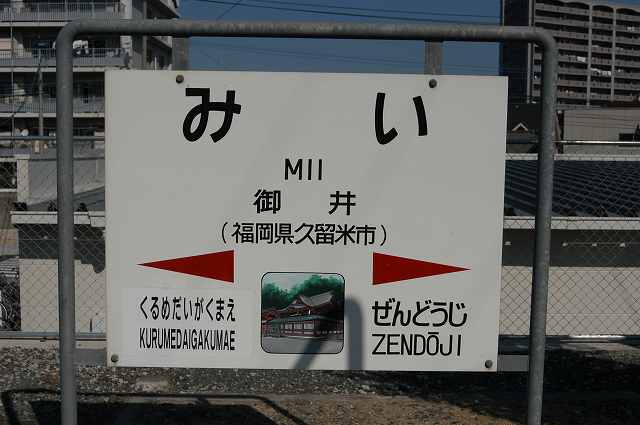 みい
MII
御井
(福岡県久留米市)
くるめだいがくまえ
KURUMEDAIGAKUMAE
ぜんどうじ
ZENDŌJI